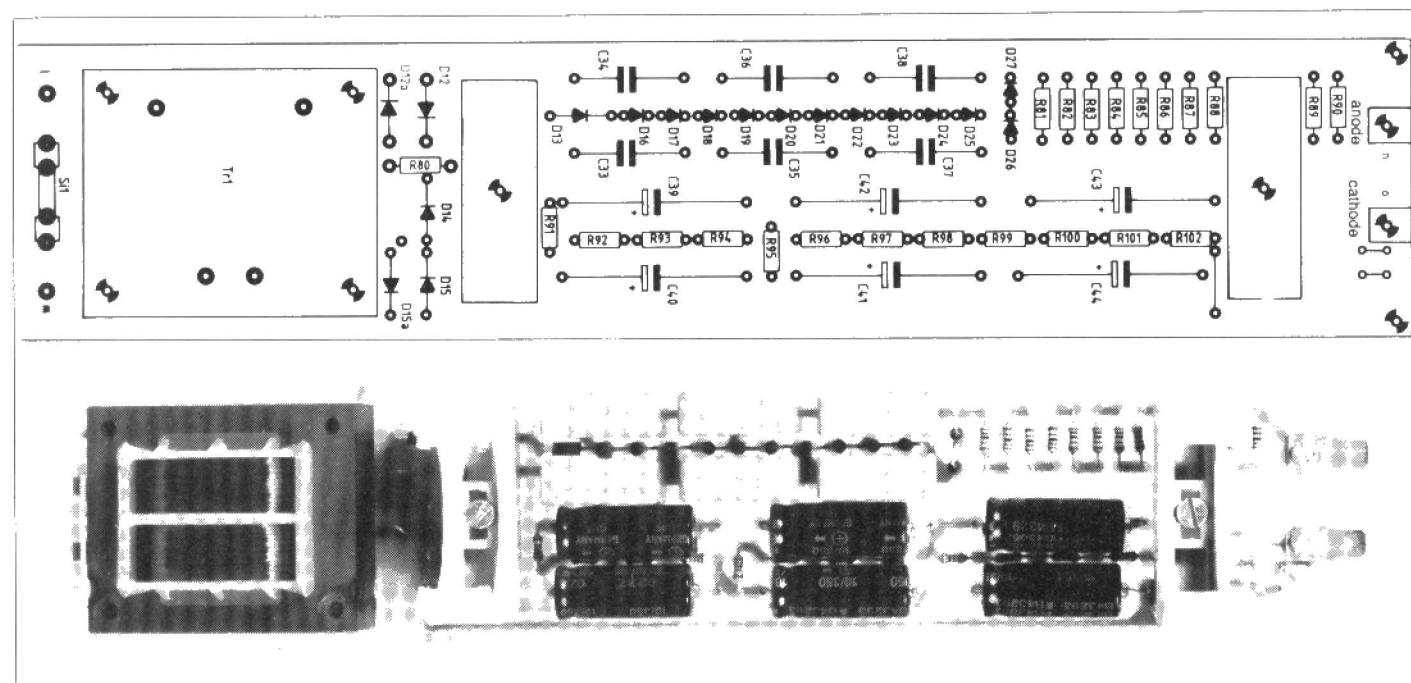 D12a
D12
C34
C36
C38
D27
R81
R82
R83
R84
R85
R86
R87
R88
R89
R90
anode
D13
D16
D17
D18
D19
D20
D21
D22
D23
D24
D25
D26
Si1
Tr1
R80
C33
C35
C37
n
o
cathode
D14
R91
C39
+
C42
+
C43
+
R92
R93
R94
R95
R96
R97
R98
R99
R100
R101
R102
D15
D15a
+
C40
+
C41
+
C44
GERMANY
10/350